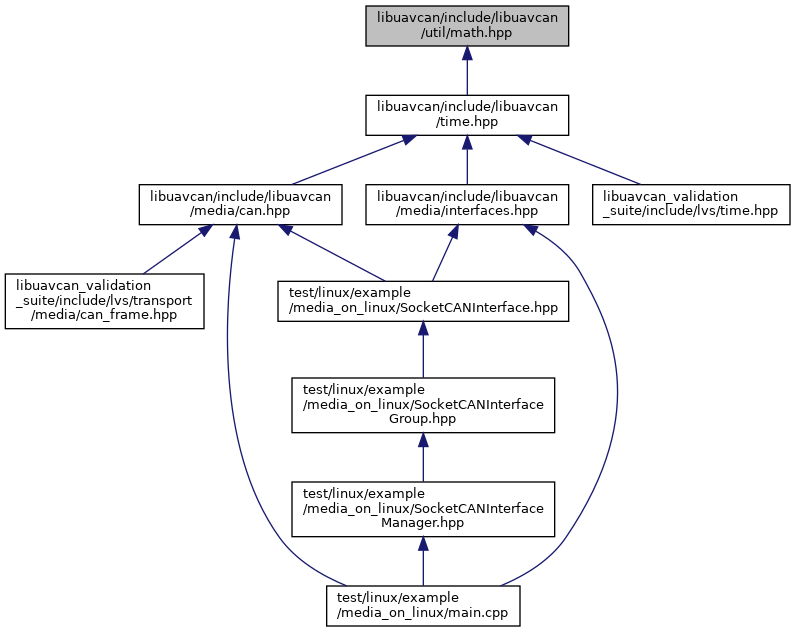 libuavcan/include/libuavcan
/util/math.hpp
libuavcan/include/libuavcan
/time.hpp
libuavcan/include/libuavcan
/media/can.hpp
libuavcan/include/libuavcan
/media/interfaces.hpp
libuavcan_validation
_suite/include/lvs/time.hpp
libuavcan_validation
_suite/include/lvs/transport
/media/can_frame.hpp
test/linux/example
/media_on_linux/SocketCANInterface.hpp
test/linux/example
/media_on_linux/SocketCANInterface
Group.hpp
test/linux/example
/media_on_linux/SocketCANInterface
Manager.hpp
test/linux/example
/media_on_linux/main.cpp